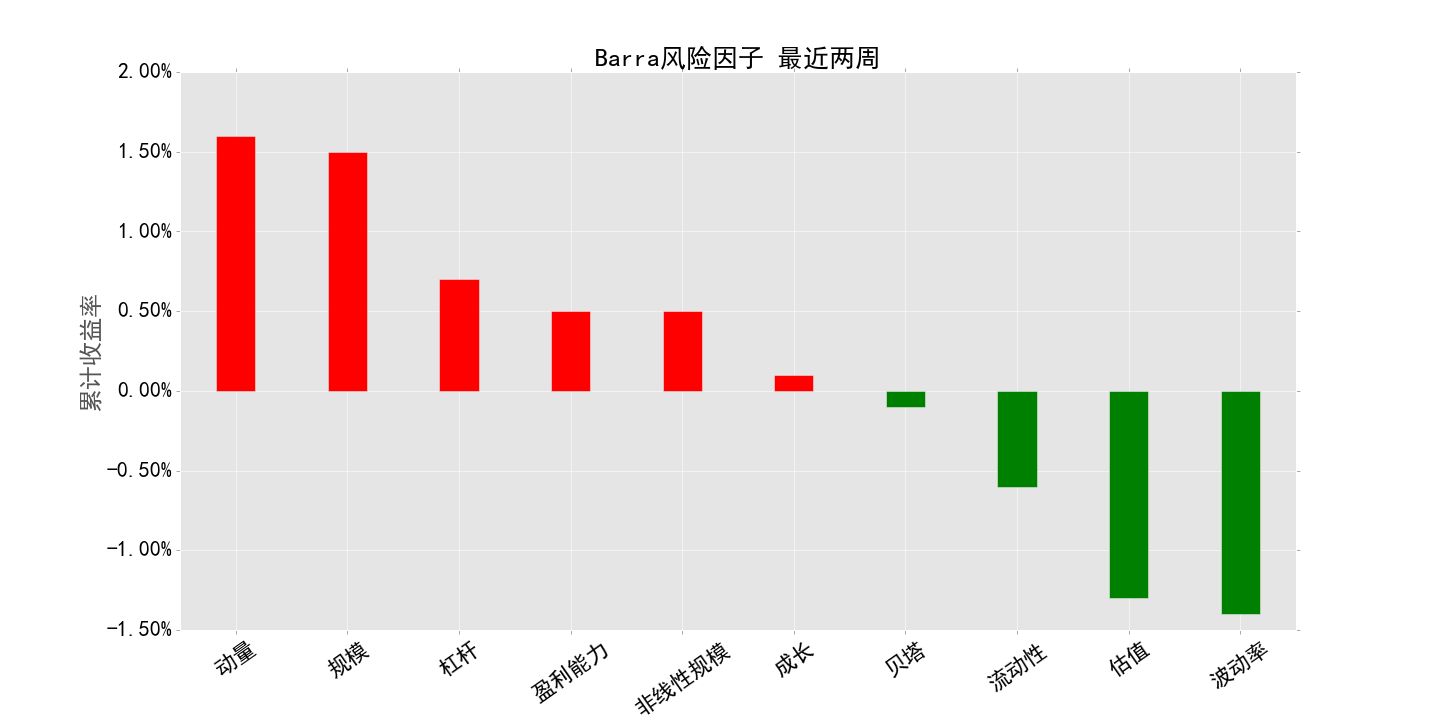 Barra风险因子 最近两周
2.00%
1.50%
1.00%
0.50%
0.00%
-0.50%
-1.00%
-1.50%
累计收益率
动量
规模
杠杆
盈利能力
非线性规模
成长
贝塔
流动性
估值
波动率